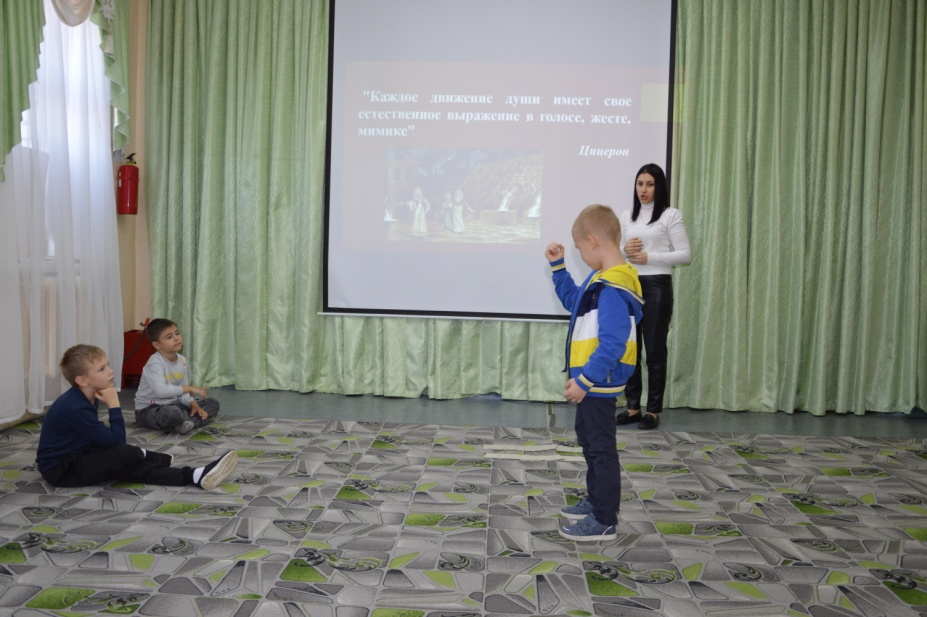 "Каждое движение души имеет свое
естественное выражение в голосе, жесте,
мимике"
Цицерон